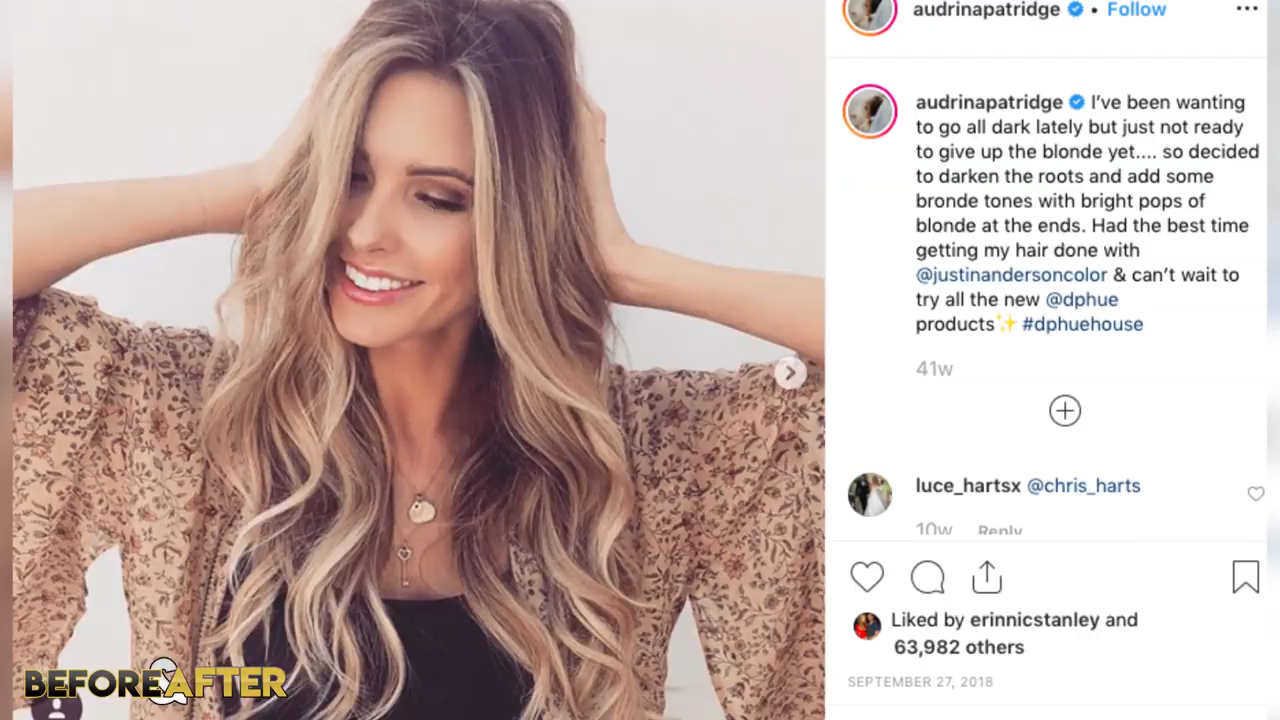 audrinapatridge • Follow
audrinapatridge I’ve been wanting
to go all dark lately but just not ready
to give up the blonde yet.... so decided
to darken the roots and add some
bronde tones with bright pops of
blonde at the ends. Had the best time
getting my hair done with
@justinandersoncolor & can’t wait to
try all the new @dphue
products✨ #dphuehouse
41w
luce_hartsx @chris_harts
10w Reply
Liked by erinnicstanley and
63,982 others
SEPTEMBER 27, 2018
BEFORE & AFTER